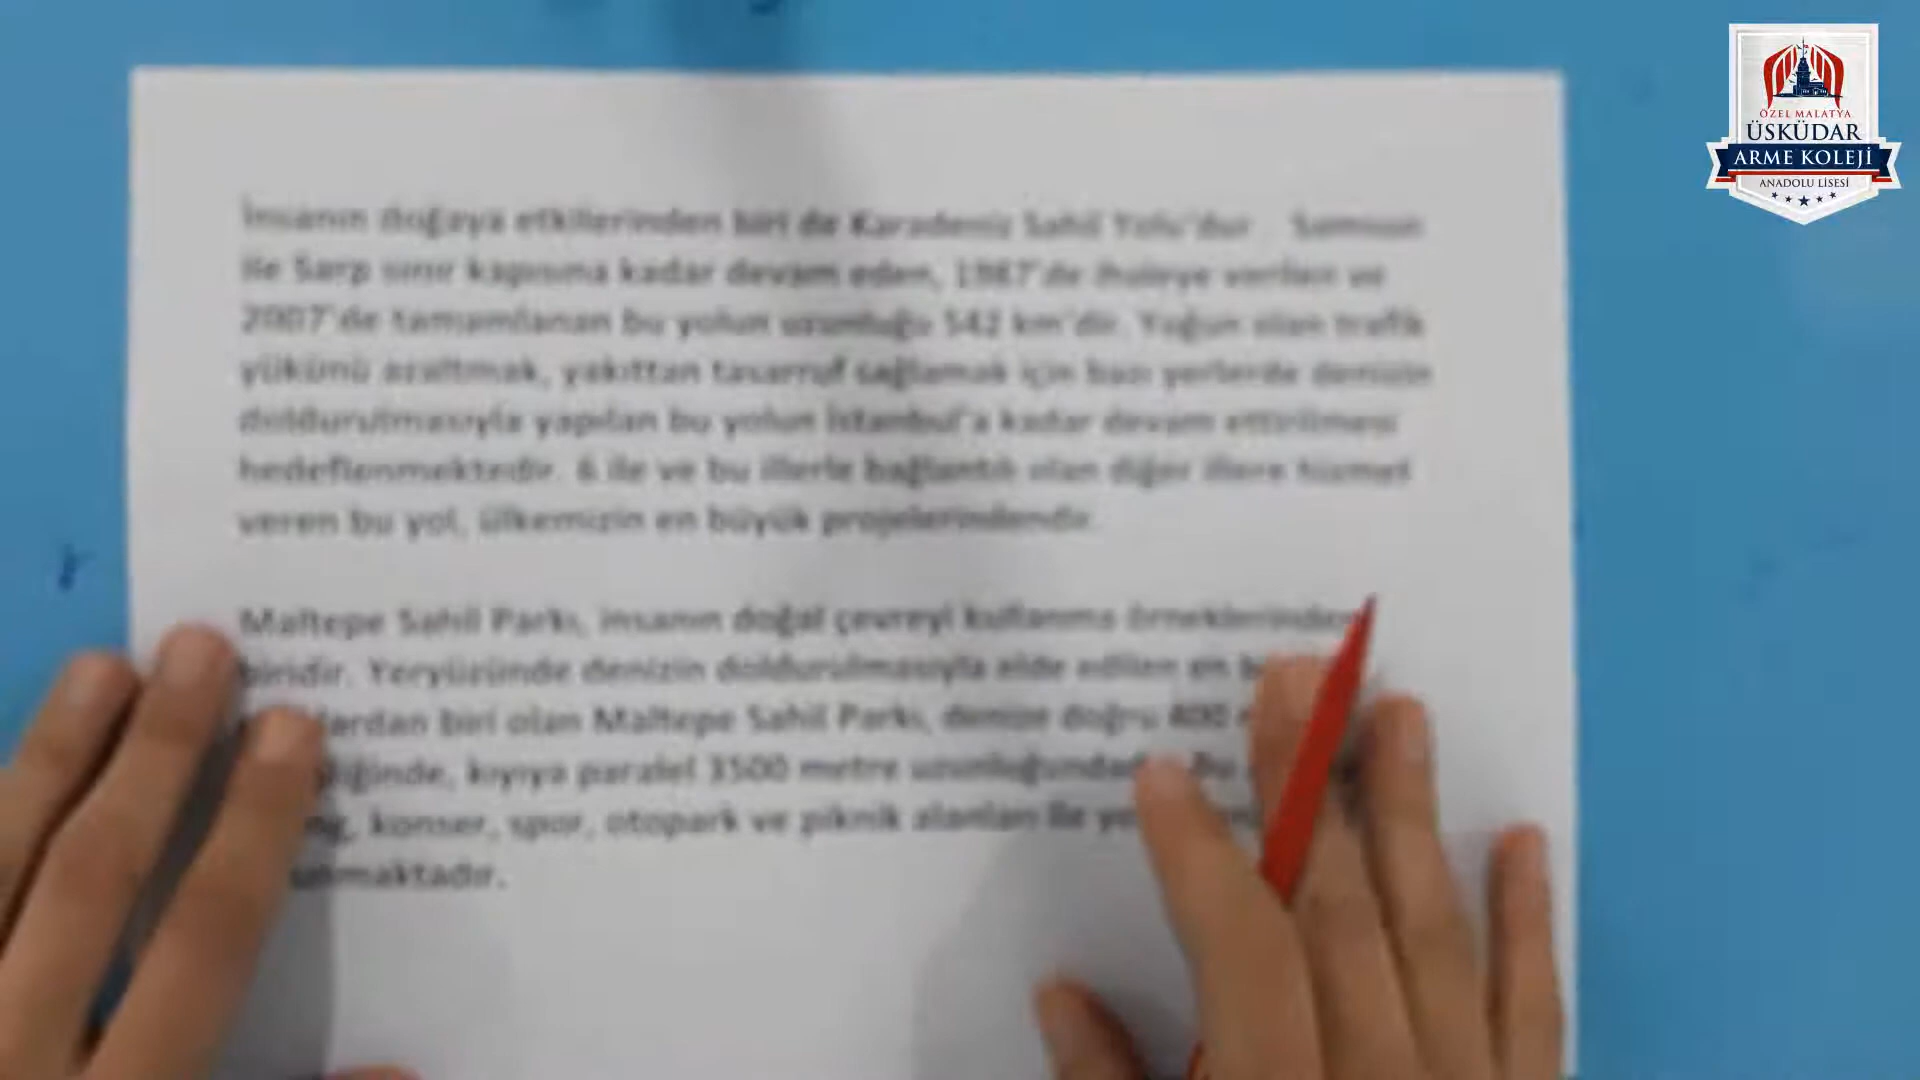 İnsanın doğaya etkilerinden biri de Karadeniz Sahil Yolu'dur Samsun
ile Sarp sınır kapısına kadar devam eden, 1987'de ihaleye verilen ve
2007'de tamamlanan bu yolun uzunluğu 542 km'dir. Yoğun olan trafik
yükünü azaltmak, yakıttan tasarruf sağlamak için bazı yerlerde denizin
doldurulmasıyla yapılan bu yolun İstanbul'a kadar devam ettirilmesi
hedeflenmektedir. 6 ile ve bu illerle bağlantılı olan diğer illere hizmet
veren bu yol, ülkemizin en büyük projelerindendir.
Maltepe Sahil Parkı, insanın doğal çevreyi kullanma örneklerinden
biridir. Yeryüzünde denizin doldurulmasıyla elde edilen en
biri olan Maltepe Sahil Parkı, denize doğru 800
kıyıya paralel 3500 metre Bu
konser, spor, otopark ve piknik alanları ile
ÖZEL MALATYA
ÜSKÜDAR
ARME KOLEJİ
ANADOLU LİSESİ